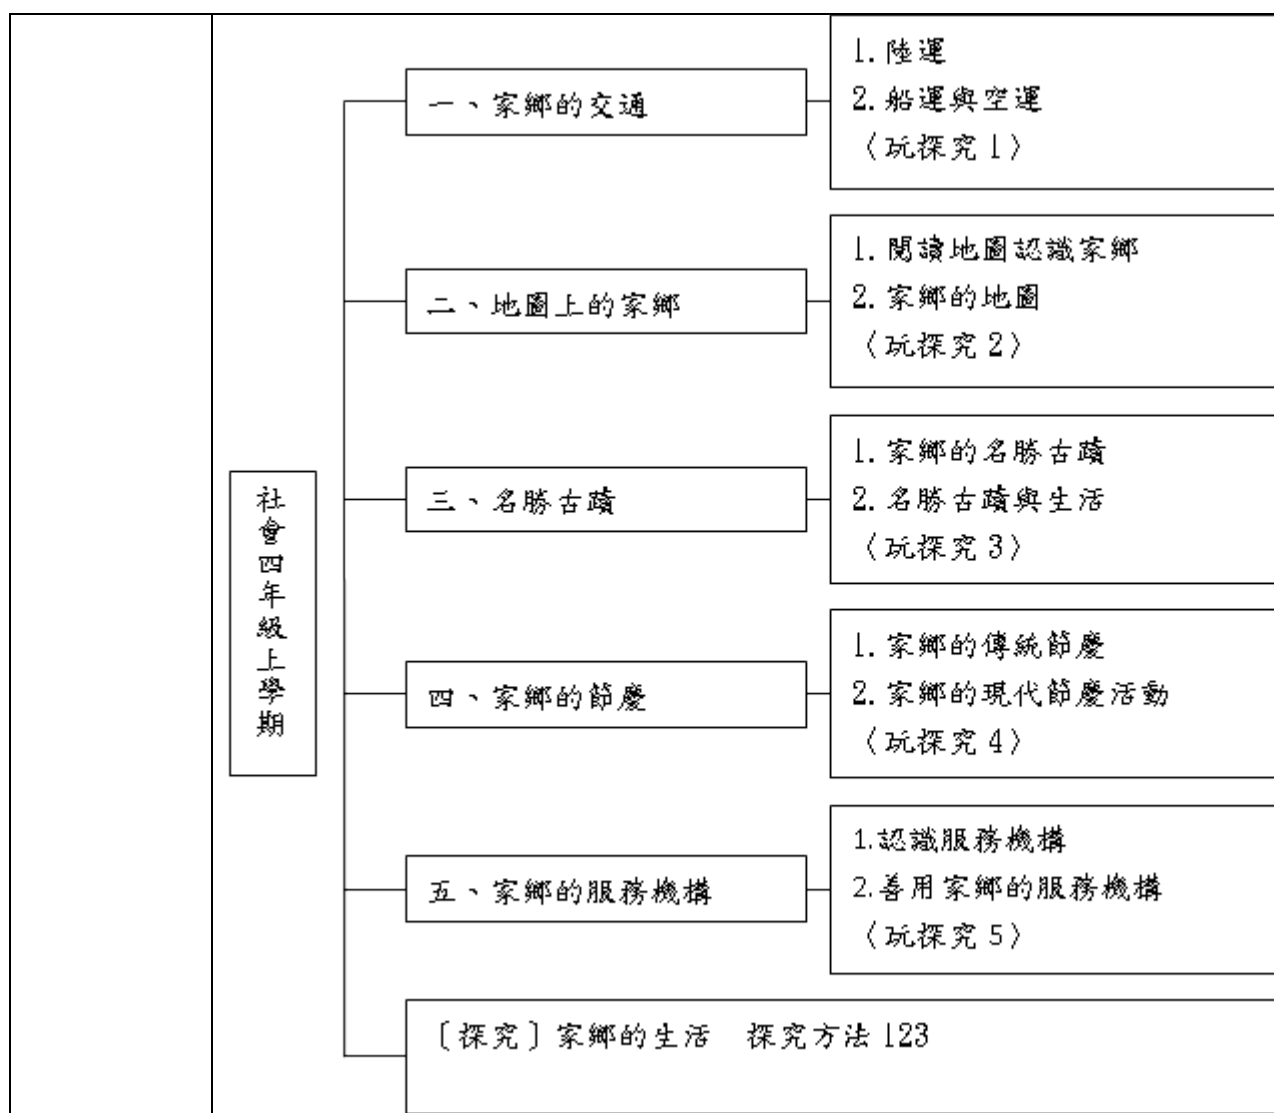 社會四年級上學期
一、家鄉的交通
1.陸運
2.船運與空運
〈玩探究1〉
二、地圖上的家鄉
1.閱讀地圖認識家鄉
2.家鄉的地圖
〈玩探究2〉
三、名勝古蹟
1.家鄉的名勝古蹟
2.名勝古蹟與生活
〈玩探究3〉
四、家鄉的節慶
1.家鄉的傳統節慶
2.家鄉的現代節慶活動
〈玩探究4〉
五、家鄉的服務機構
1.認識服務機構
2.善用家鄉的服務機構
〈玩探究5〉
〔探究〕家鄉的生活　探究方法123